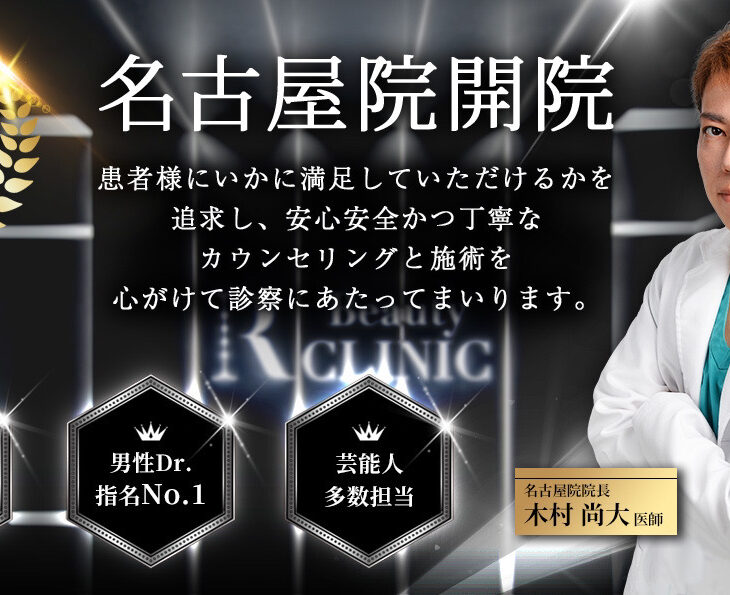 名古屋院開院
患者様にいかに満足していただけるかを
追求し、安心安全かつ丁寧な
カウンセリングと施術を
心がけて診察にあたってまいります。
R Beauty
CLINIC
男性Dr.
指名No.1
芸能人
多数担当
名古屋院院長
木村 尚大 医師